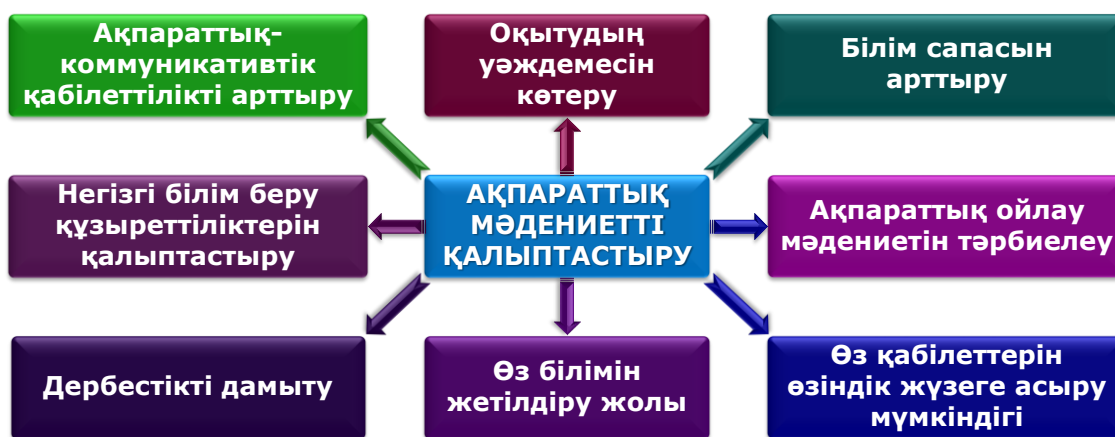 Ақпараттық-
коммуникативтік
қабілеттілікті арттыру
Оқытудың
уәждемесін
көтеру
Білім сапасын
арттыру
Негізгі білім беру
құзыреттіліктерін
қалыптастыру
АҚПАРАТТЫҚ
МӘДЕНИЕТТІ
ҚАЛЫПТАСТЫРУ
Ақпараттық ойлау
мәдениетін тәрбиелеу
Дербестікті дамыту
Өз білімін
жетілдіру жолы
Өз қабілеттерін
өзіндік жүзеге асыру
мүмкіндігі